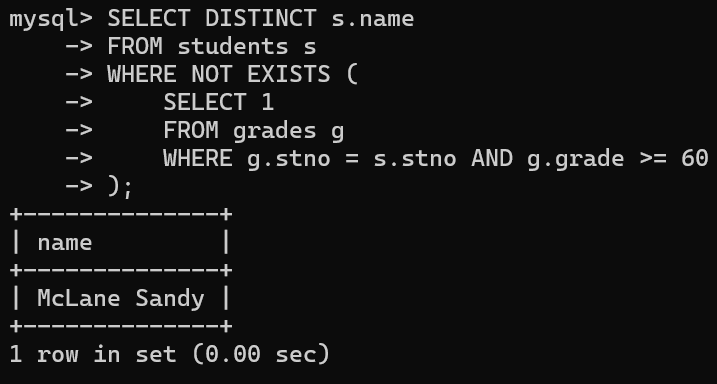 mysql> SELECT DISTINCT s.name
    -> FROM students s
    -> WHERE NOT EXISTS (
    ->     SELECT 1
    ->     FROM grades g
    ->     WHERE g.stno = s.stno AND g.grade >= 60
    -> );
+--------------+
| name         |
+--------------+
| McLane Sandy |
+--------------+
1 row in set (0.00 sec)